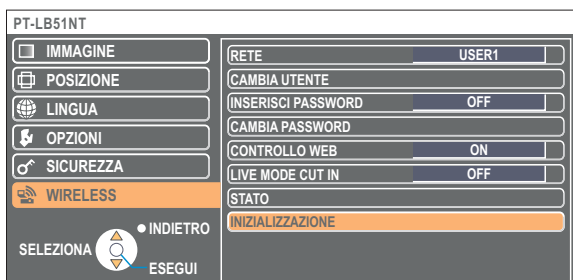 PT-LB51NT
IMMAGINE
POSIZIONE
LINGUA
OPZIONI
SICUREZZA
WIRELESS
INDIETRO
SELEZIONA
ESEGUI
RETE USER1
CAMBIA UTENTE
INSERISCI PASSWORD OFF
CAMBIA PASSWORD
CONTROLLO WEB ON
LIVE MODE CUT IN OFF
STATO
INIZIALIZZAZIONE